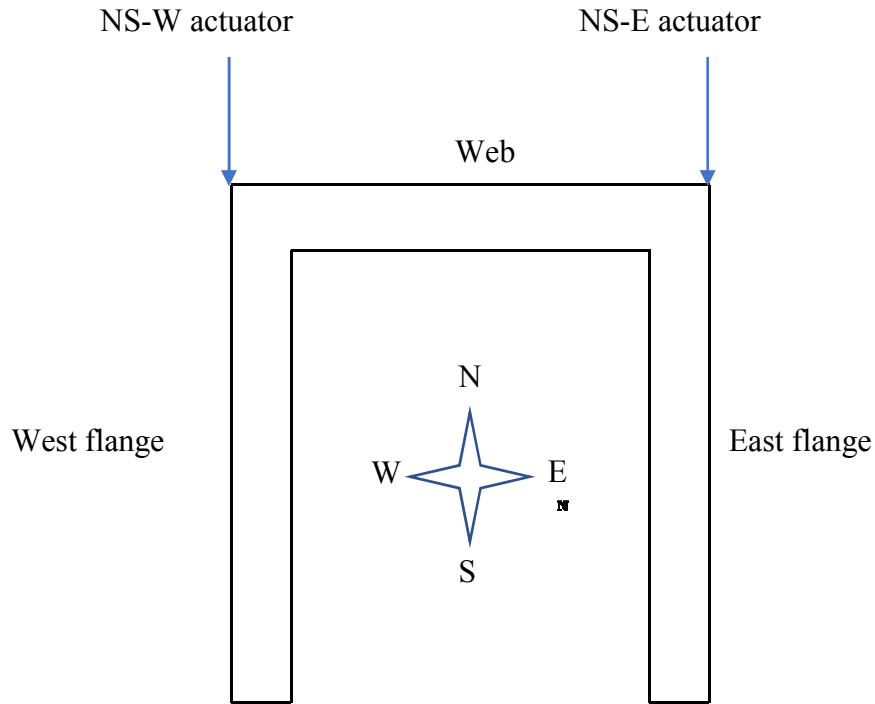 NS-W actuator NS-E actuator
Web
N
West flange East flange
W E
N
S